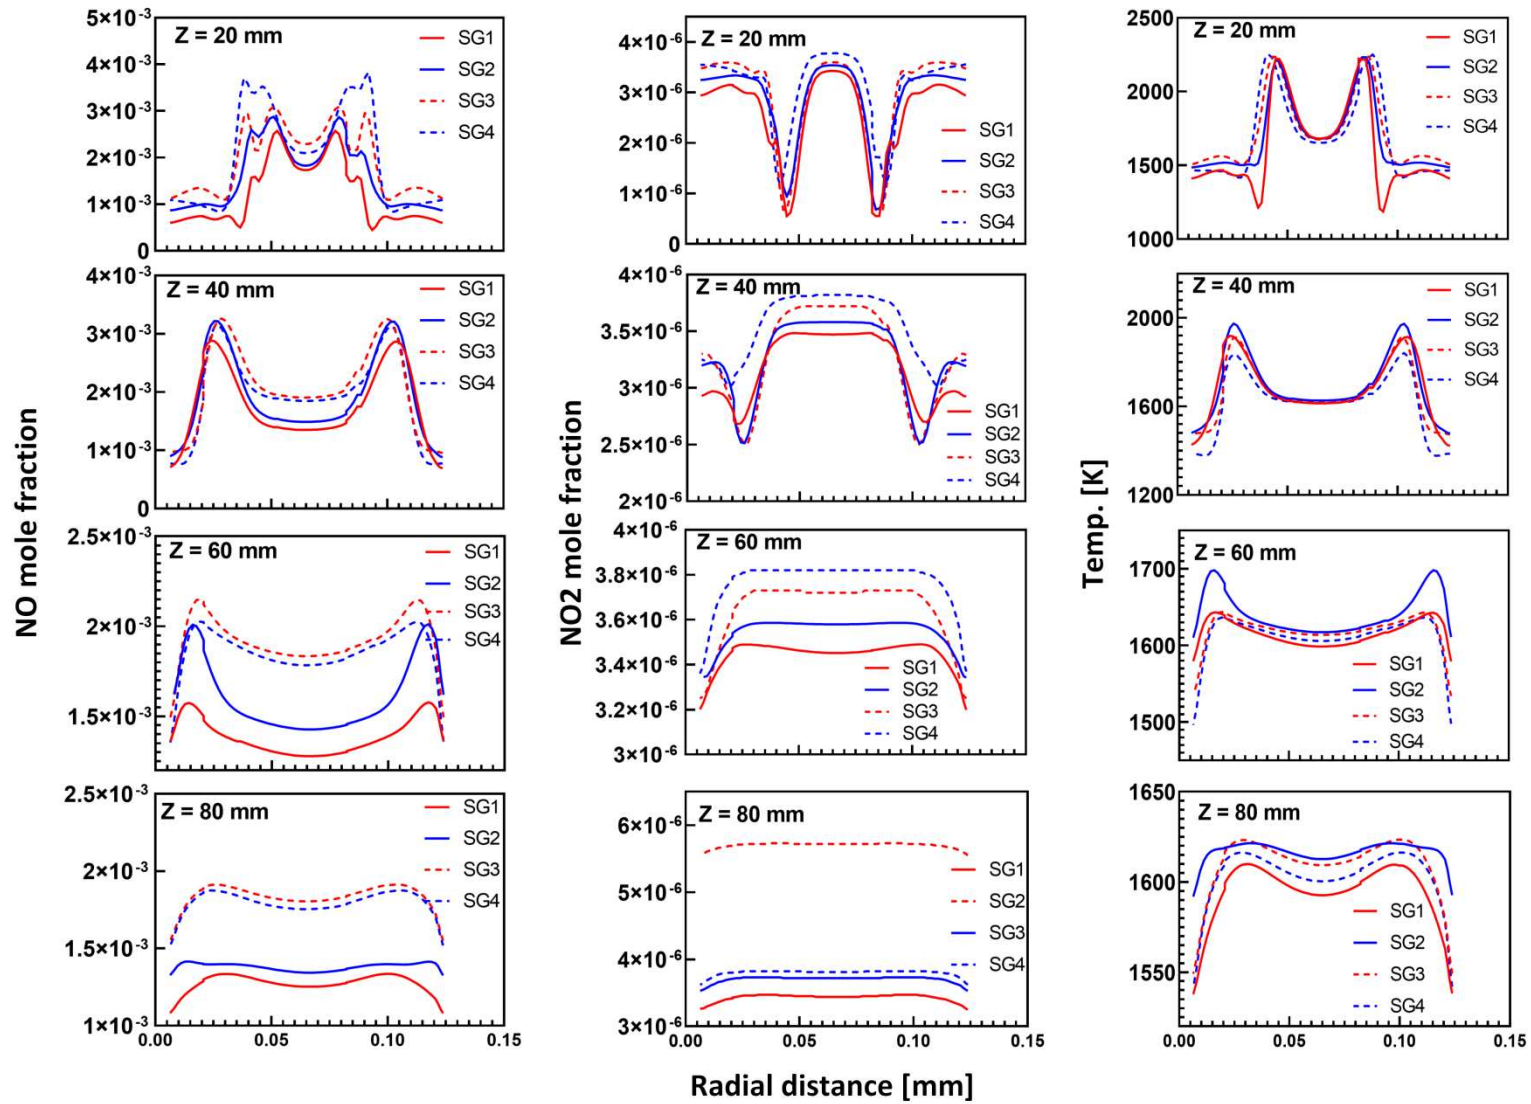 NO mole fraction
5×10⁻³
4×10⁻³
3×10⁻³
2×10⁻³
1×10⁻³
0
Z = 20 mm
SG1
SG2
SG3
SG4
4×10⁻³
3×10⁻³
2×10⁻³
1×10⁻³
0
Z = 40 mm
SG1
SG2
SG3
SG4
2.5×10⁻³
2×10⁻³
1.5×10⁻³
Z = 60 mm
SG1
SG2
SG3
SG4
2.5×10⁻³
2×10⁻³
1.5×10⁻³
1×10⁻³
Z = 80 mm
SG1
SG2
SG3
SG4
0.00 0.05 0.10 0.15
NO2 mole fraction
4×10⁻⁶
3×10⁻⁶
2×10⁻⁶
1×10⁻⁶
0
Z = 20 mm
SG1
SG2
SG3
SG4
4×10⁻⁶
3.5×10⁻⁶
3×10⁻⁶
2.5×10⁻⁶
2×10⁻⁶
Z = 40 mm
SG1
SG2
SG3
SG4
4×10⁻⁶
3.8×10⁻⁶
3.6×10⁻⁶
3.4×10⁻⁶
3.2×10⁻⁶
3×10⁻⁶
Z = 60 mm
SG1
SG2
SG3
SG4
6×10⁻⁶
5×10⁻⁶
4×10⁻⁶
3×10⁻⁶
Z = 80 mm
SG1
SG2
SG3
SG4
0.00 0.05 0.10 0.15
Temp. [K]
2500
2000
1500
1000
Z = 20 mm
SG1
SG2
SG3
SG4
2000
1600
1200
Z = 40 mm
SG1
SG2
SG3
SG4
1700
1600
1500
Z = 60 mm
SG1
SG2
SG3
SG4
1650
1600
1550
Z = 80 mm
SG1
SG2
SG3
SG4
0.00 0.05 0.10 0.15
Radial distance [mm]